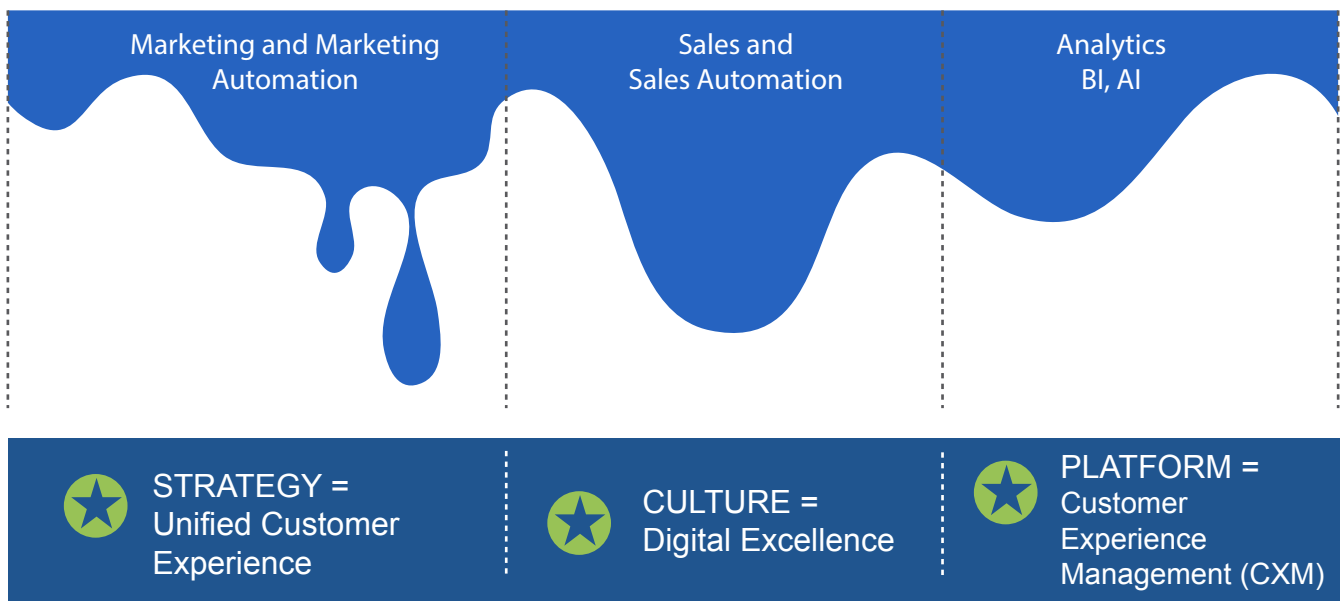 Marketing and Marketing
Automation
Sales and
Sales Automation
Analytics
BI, AI
STRATEGY =
Unified Customer
Experience
CULTURE =
Digital Excellence
PLATFORM =
Customer
Experience
Management (CXM)